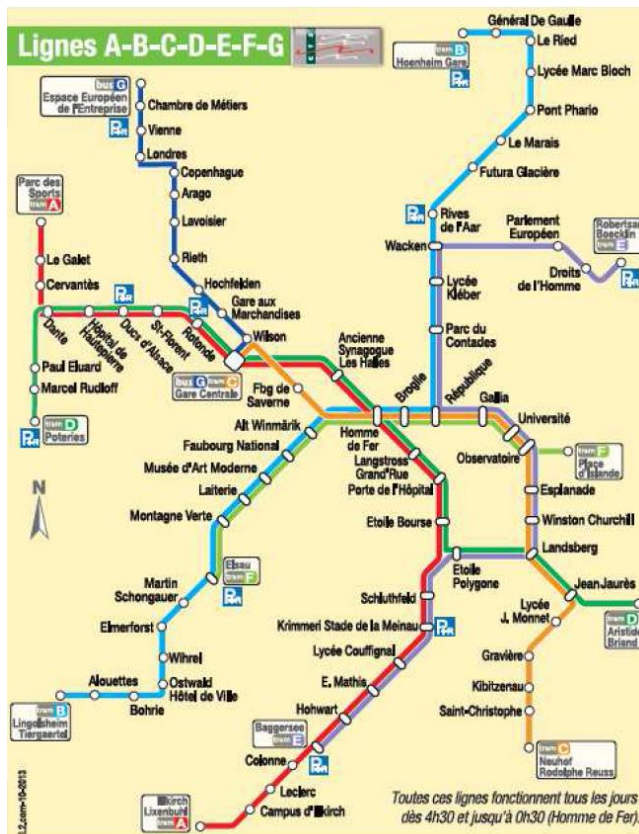 Lignes A-B-C-D-E-F-G
CTS
Général De Gaulle
tram B
Hoenheim Gare
P+R
Le Ried
Lycée Marc Bloch
Pont Phario
Le Marais
Futura Glacière
P+R
Rives
de l'Aar
Wacken
Parlement
Européen
Robertsau
Boecklin
tram E
P+R
Droits
de l'Homme
Lycée
Kléber
Parc du
Contades
bus G
Espace Européen
de l'Entreprise
P+R
Chambre de Métiers
Vienne
Londres
Copenhague
Arago
Lavoisier
Rieth
Hochfelden
Gare aux
Marchandises
Wilson
Parc des
Sports
tram A
Le Galet
Cervantès
P+R
P+R
Dante
Hôpital de
Hautepierre
Ducs d'Alsace
St-Florent
Rotonde
Paul Eluard
Marcel Rudloff
P+R
tram D
Poteries
bus G tram C
Gare Centrale
Ancienne
Synagogue
Les Halles
Fbg de
Saverne
Broglie
République
Gallia
Université
Observatoire
tram F
Place
d'Islande
Alt Winmärik
Faubourg National
Musée d'Art Moderne
Laiterie
Montagne Verte
Homme
de Fer
Langstross
Grand'Rue
Porte de l'Hôpital
Etoile Bourse
Esplanade
Winston Churchill
Landsberg
Etoile
Polygone
Jean Jaurès
tram D
Aristide
Briand
N
Elsau
tram F
P+R
Martin
Schongauer
Elmerforst
Wihrel
Ostwald
Hôtel de Ville
Alouettes
Bohrie
tram B
Lingolsheim
Tiergaertel
Schluthfeld
Krimmeri Stade de la Meinau
P+R
Lycée Couffignal
E. Mathis
Hohwart
Baggersee
tram E
P+R
Colonne
Leclerc
Campus d'Illkirch
Illkirch
Lixenbuhl
tram A
Lycée
J. Monnet
Gravière
Kibitzenau
Saint-Christophe
tram C
Neuhof
Rodolphe Reuss
Toutes ces lignes fonctionnent tous les jours
dès 4h30 et jusqu'à 0h30 (Homme de Fer).